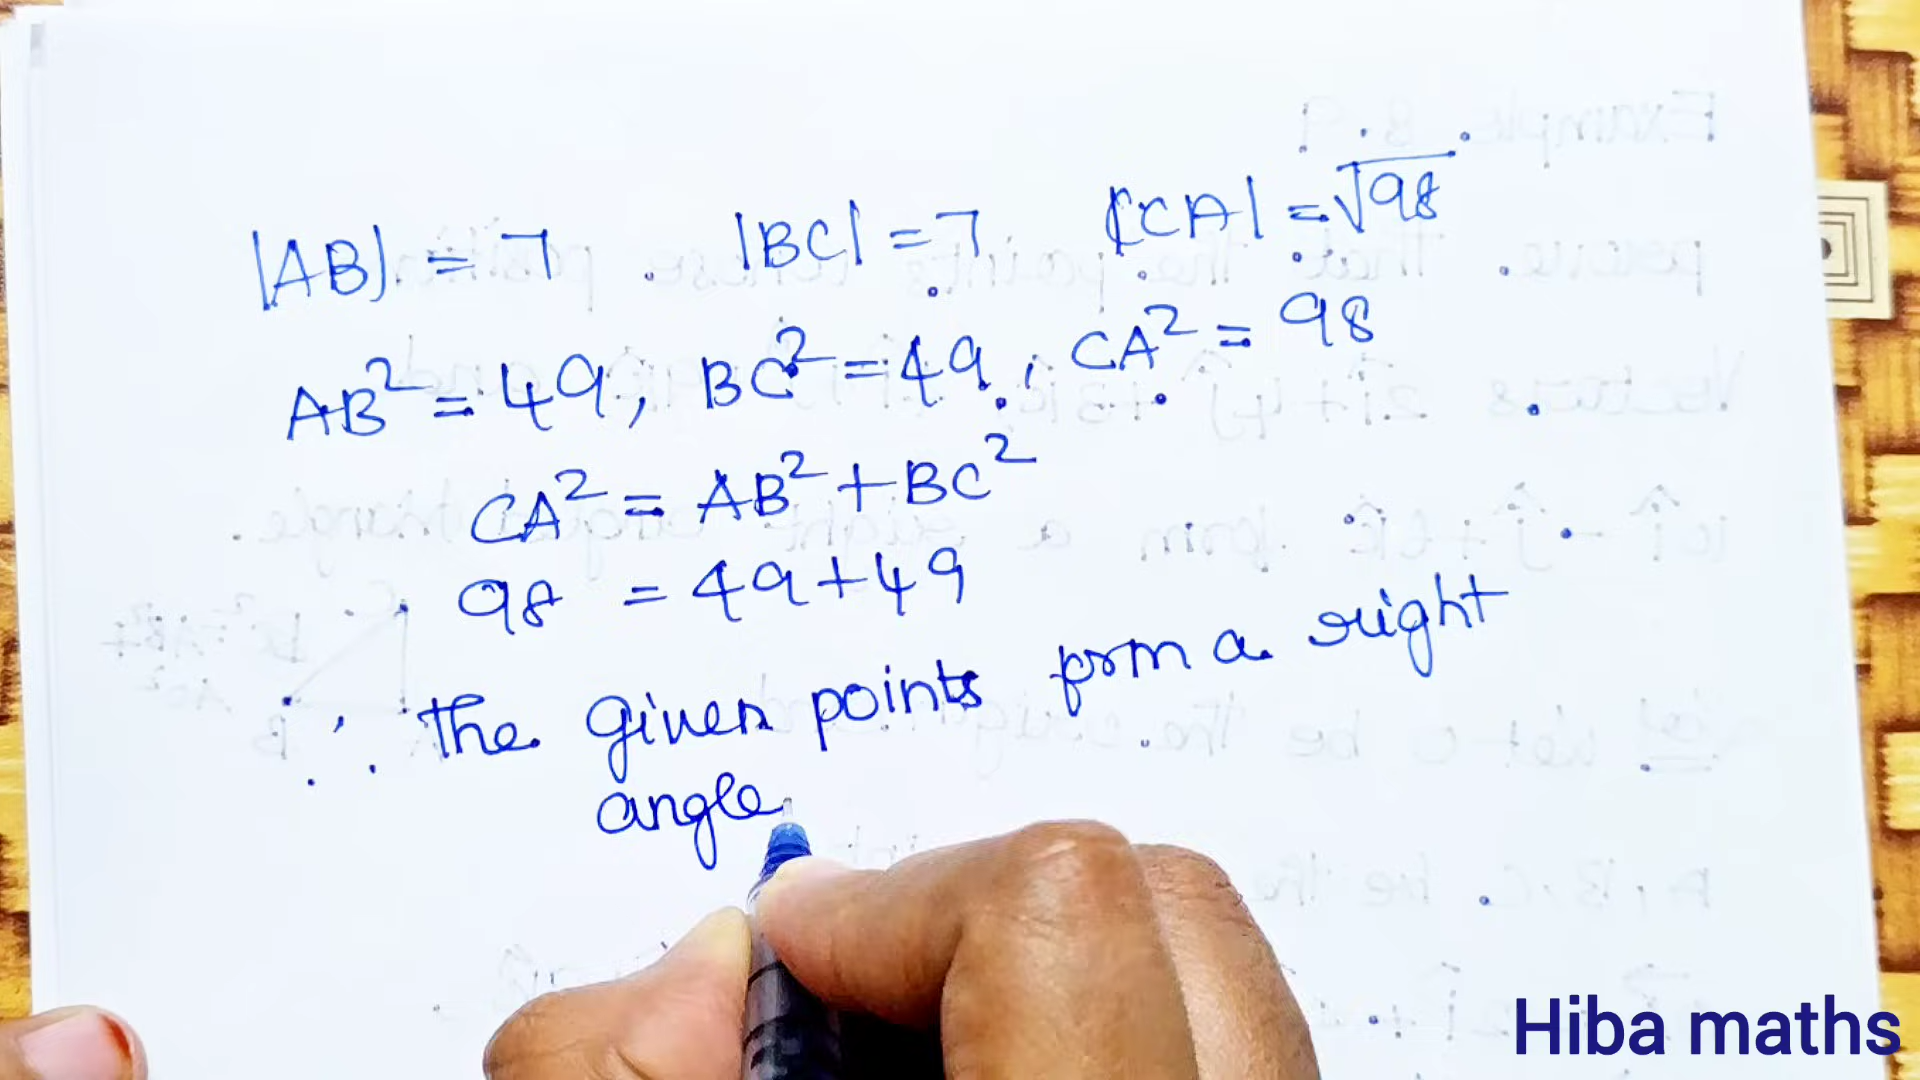 |AB| = 7 |BC| = 7 |CA| = √98
AB² = 49, BC² = 49, CA² = 98
CA² = AB² + BC²
98 = 49 + 49
∴ the given points form a right
angle
Hiba maths